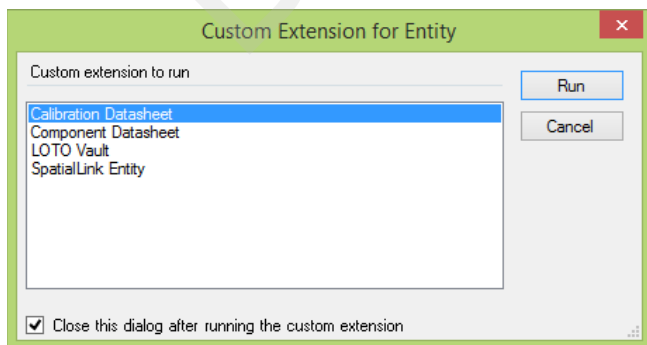 Custom Extension for Entity
Custom extension to run
Run
Calibration Datasheet
Cancel
Component Datasheet
LOTO Vault
SpatialLink Entity
Close this dialog after running the custom extension